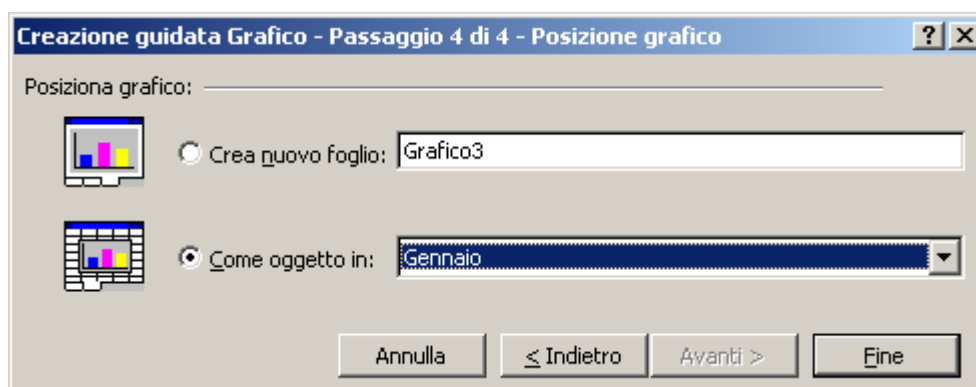 Creazione guidata Grafico - Passaggio 4 di 4 - Posizione grafico
Posiziona grafico:
Crea nuovo foglio: Grafico3
Come oggetto in: Gennaio
Annulla < Indietro Avanti > Fine